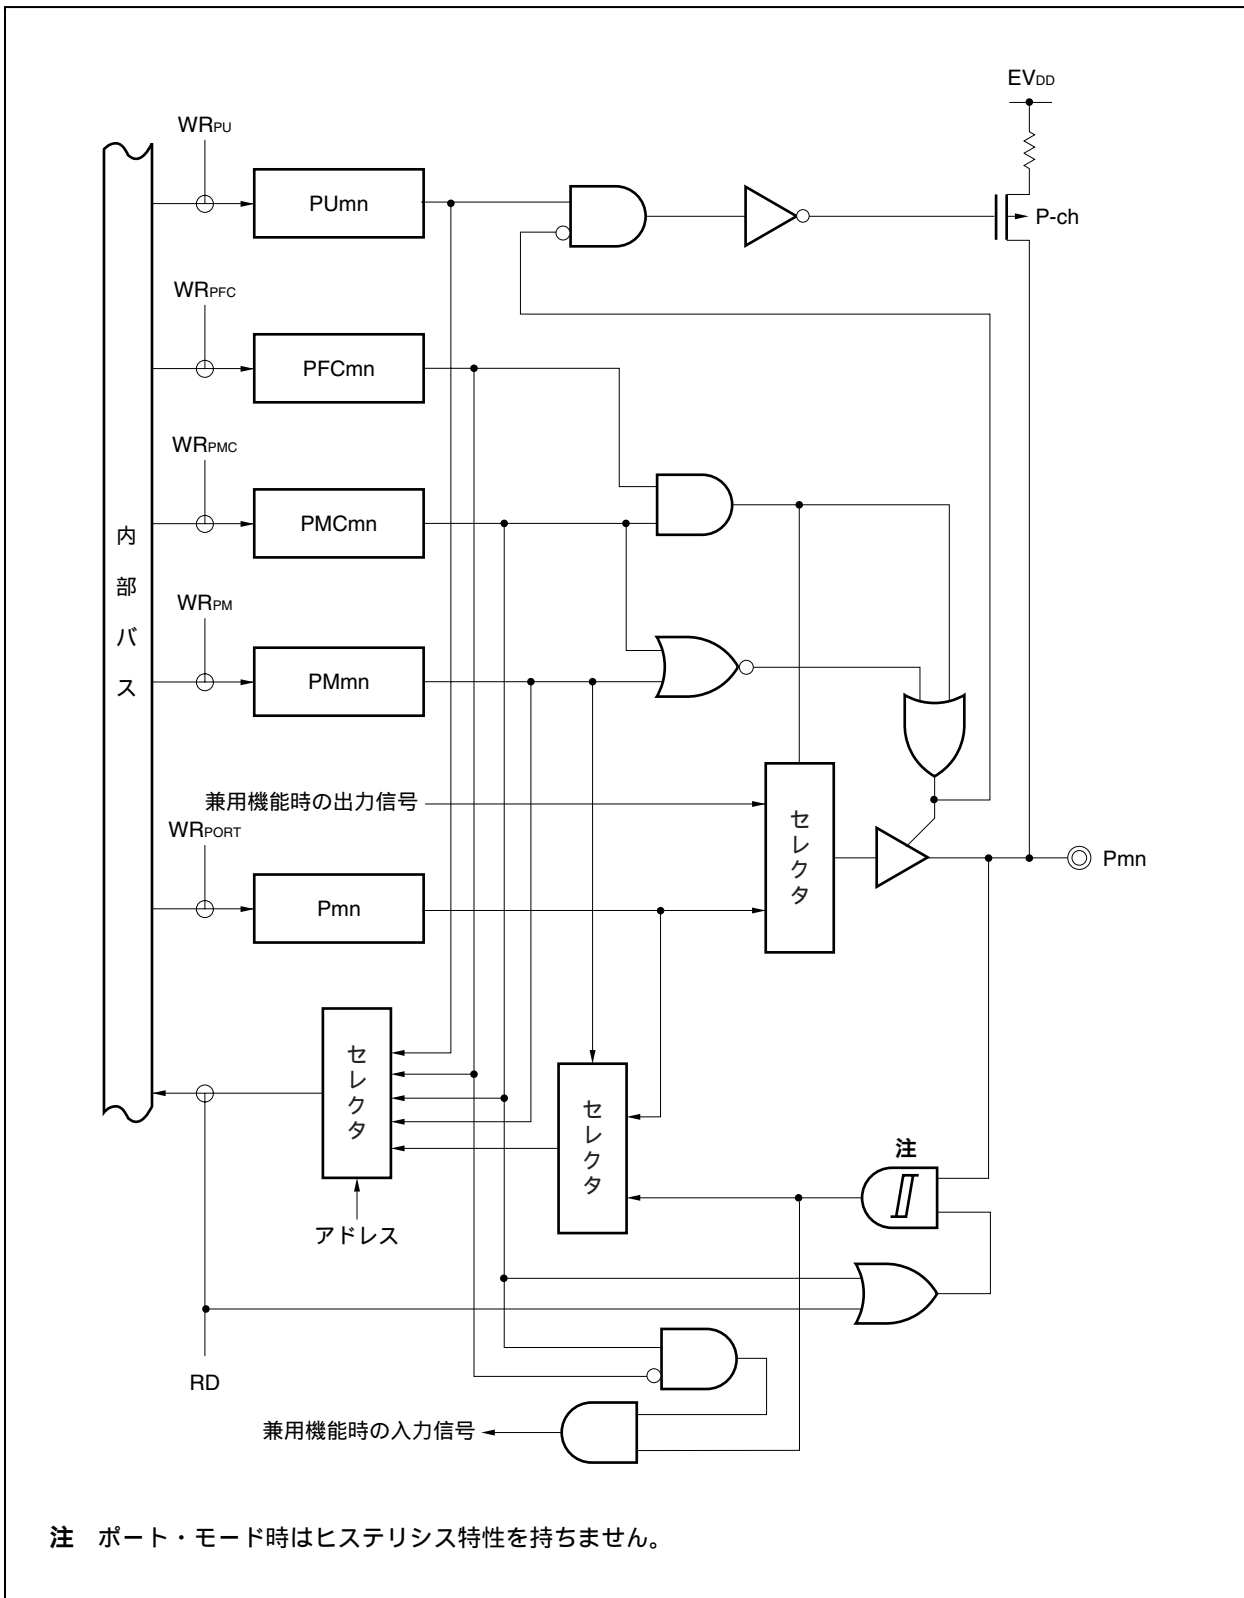 EVDD
WRPU
PUmn
P-ch
WRPFC
PFCmn
WRPMC
PMCmn
内部バス
WRPM
PMmn
兼用機能時の出力信号
セレクタ
WRPORT
Pmn
Pmn
セレクタ
セレクタ
注
アドレス
RD
兼用機能時の入力信号
注 ポート・モード時はヒステリシス特性を持ちません。